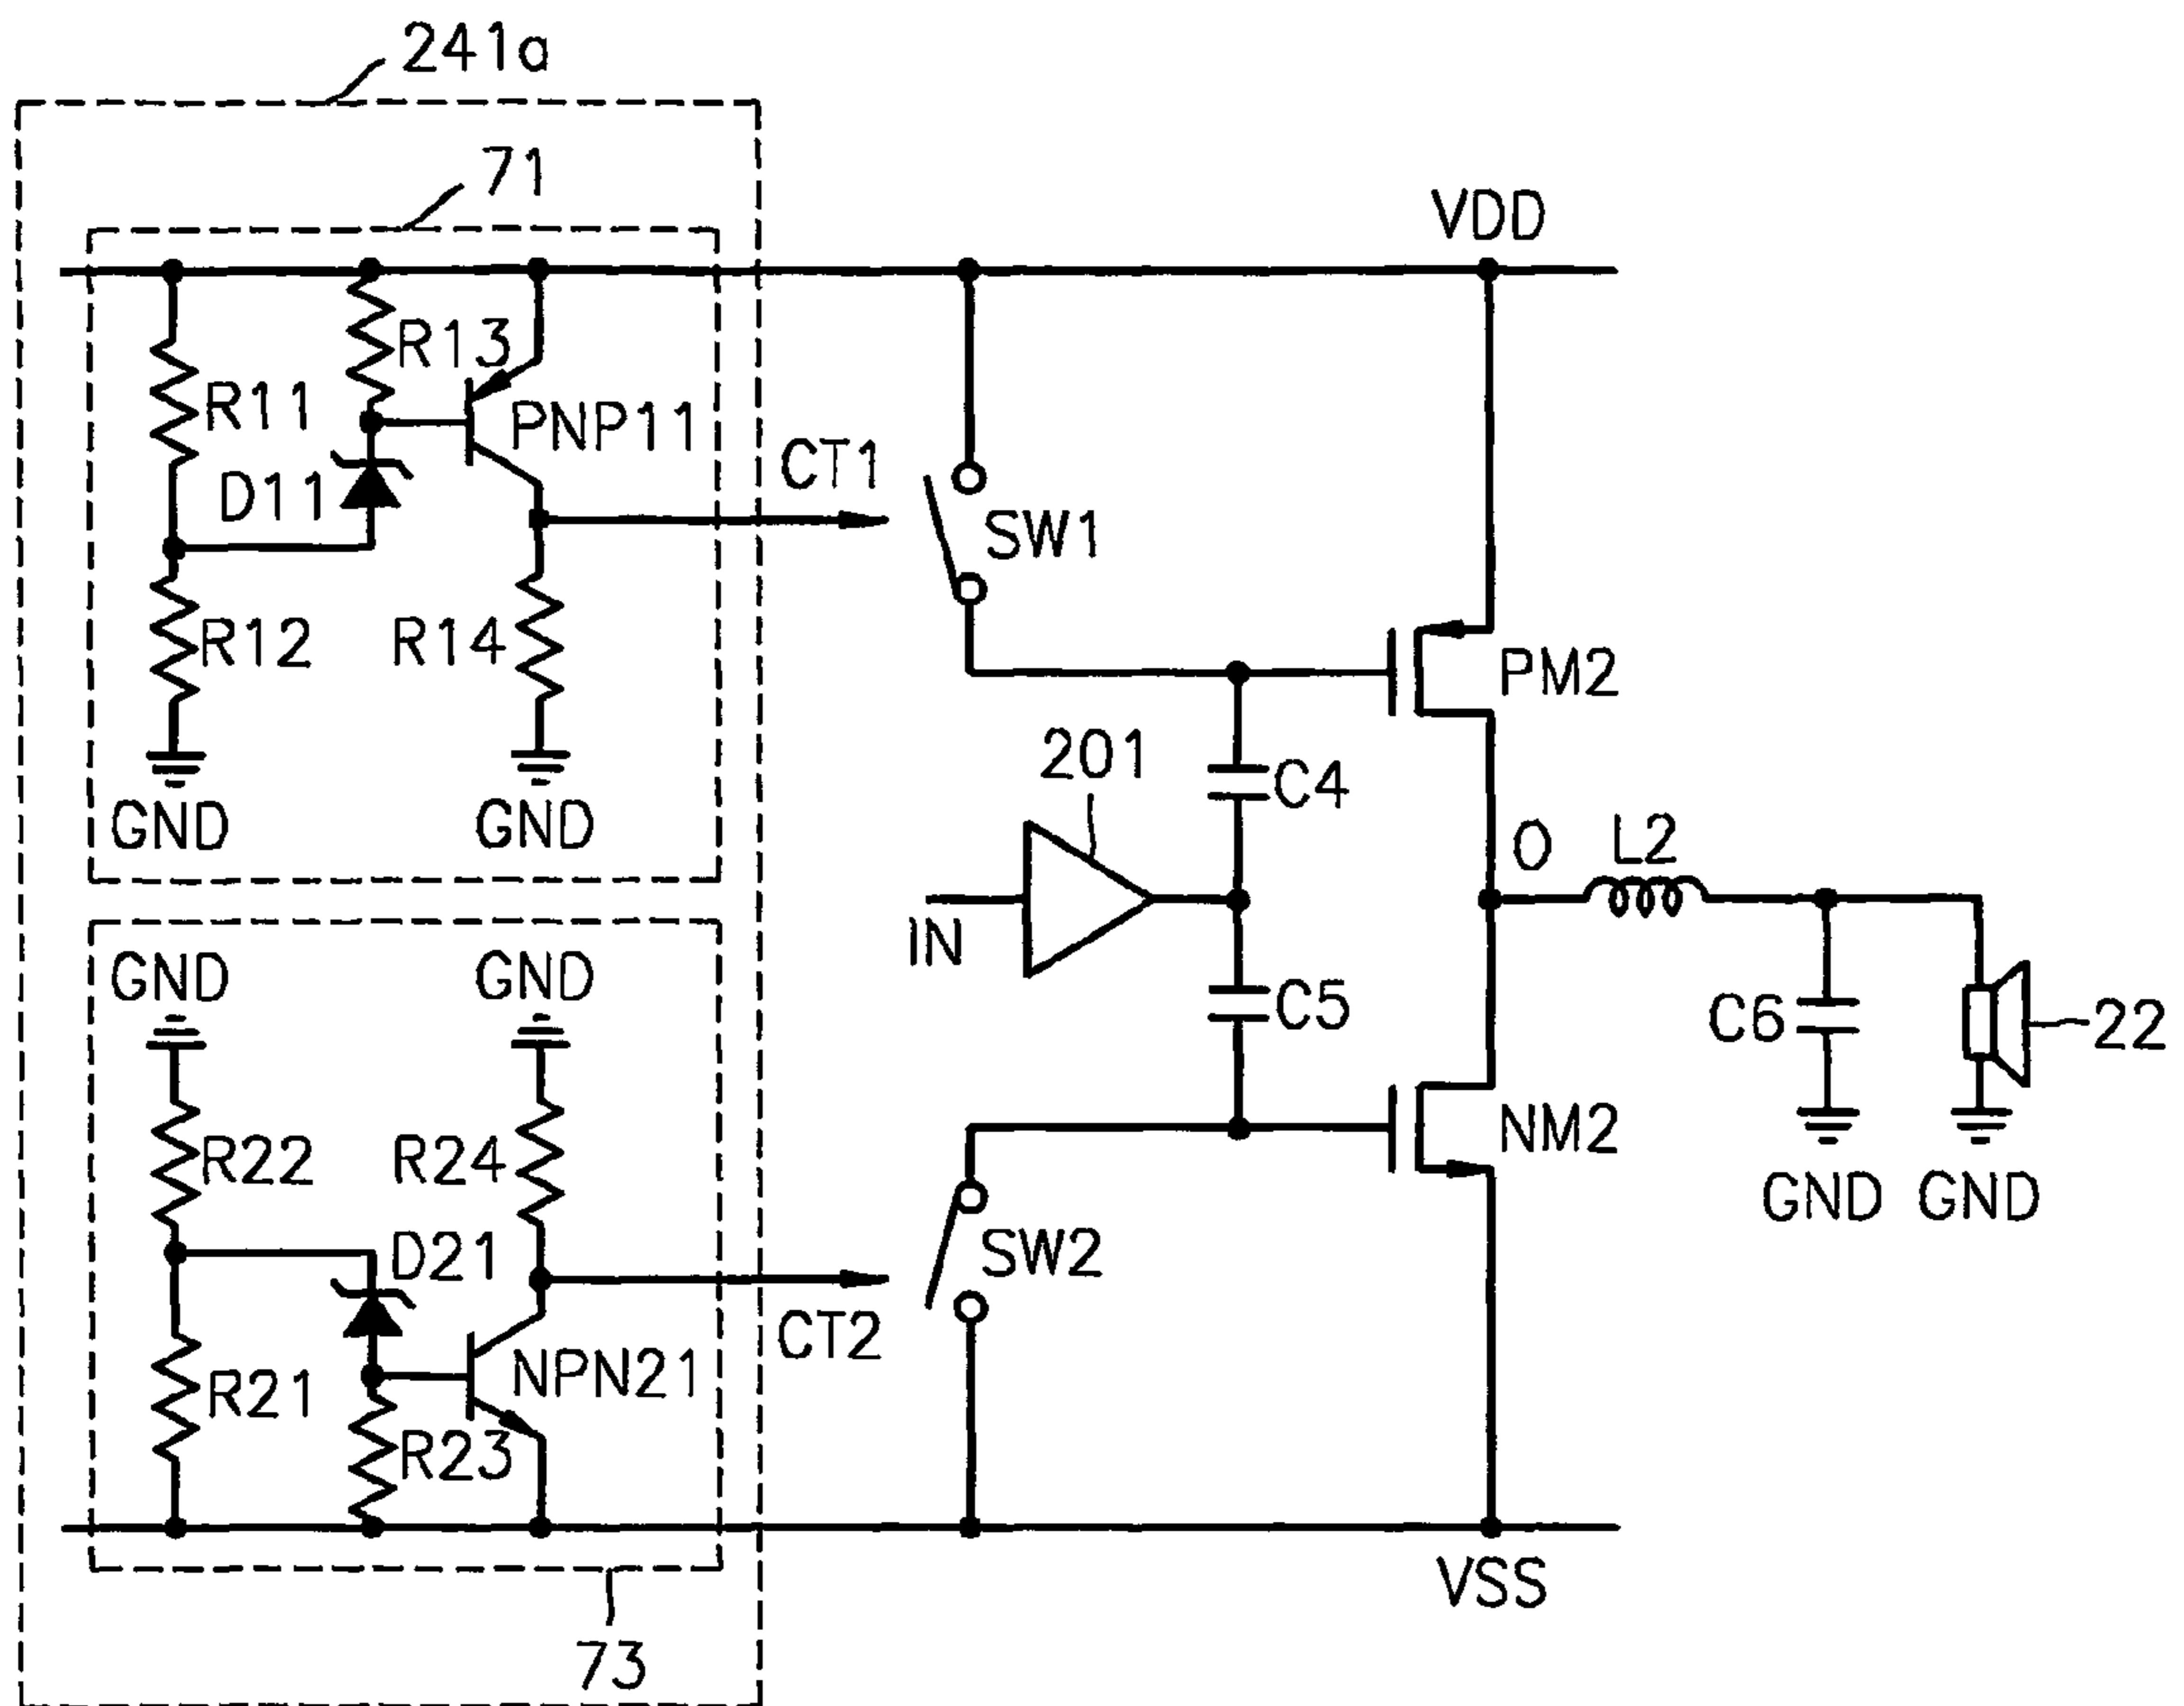 241a
71
VDD
R13
R11
PNP11
CT1
D11
SW1
R12
R14
PM2
201
C4
GND
GND
O
L2
IN
GND
GND
C5
C6
22
R22
R24
NM2
GND
GND
D21
SW2
CT2
NPN21
R21
R23
VSS
73